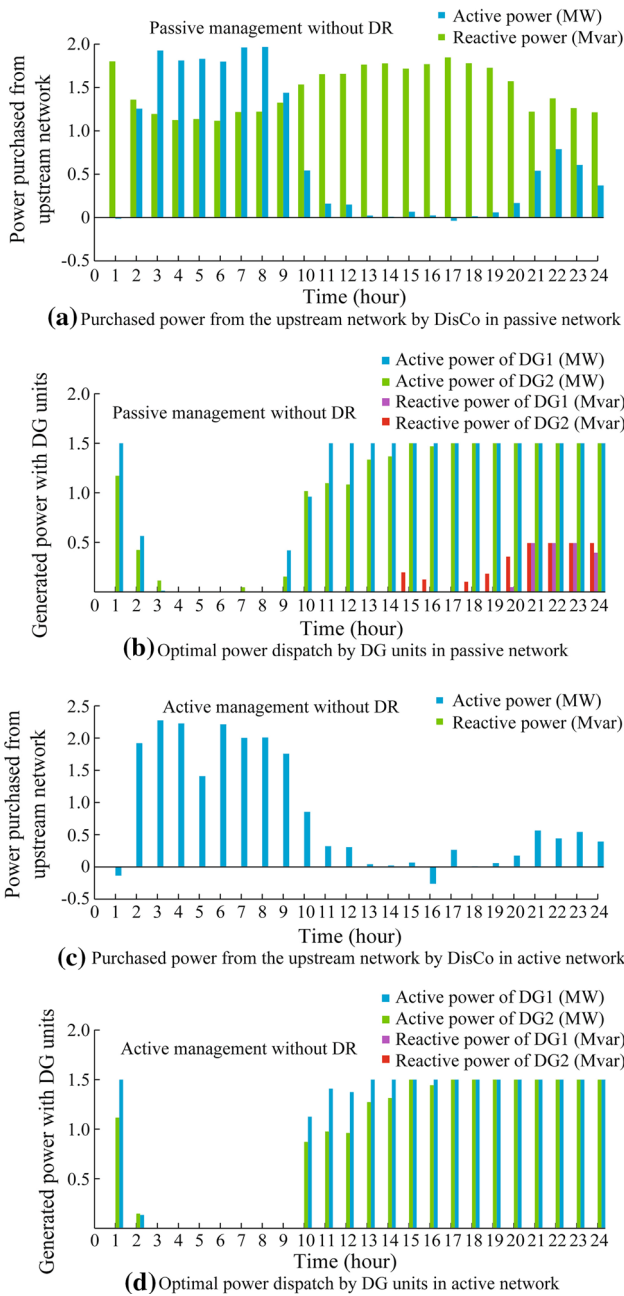 Passive management without DR
Active power (MW)
Reactive power (Mvar)
Power purchased from
upstream network
2.0
1.5
1.0
0.5
0
-0.5
0 1 2 3 4 5 6 7 8 9 10 11 12 13 14 15 16 17 18 19 20 21 22 23 24
Time (hour)
(a) Purchased power from the upstream network by DisCo in passive network
Active power of DG1 (MW)
Active power of DG2 (MW)
Reactive power of DG1 (Mvar)
Reactive power of DG2 (Mvar)
Passive management without DR
Generated power with DG units
2.0
1.5
1.0
0.5
0 1 2 3 4 5 6 7 8 9 10 11 12 13 14 15 16 17 18 19 20 21 22 23 24
Time (hour)
(b) Optimal power dispatch by DG units in passive network
Active management without DR
Active power (MW)
Reactive power (Mvar)
Power purchased from
upstream network
2.5
2.0
1.5
1.0
0.5
0
-0.5
0 1 2 3 4 5 6 7 8 9 10 11 12 13 14 15 16 17 18 19 20 21 22 23 24
Time (hour)
(c) Purchased power from the upstream network by DisCo in active network
Active power of DG1 (MW)
Active power of DG2 (MW)
Reactive power of DG1 (Mvar)
Reactive power of DG2 (Mvar)
Active management without DR
Generated power with DG units
2.0
1.5
1.0
0.5
0 1 2 3 4 5 6 7 8 9 10 11 12 13 14 15 16 17 18 19 20 21 22 23 24
Time (hour)
(d) Optimal power dispatch by DG units in active network